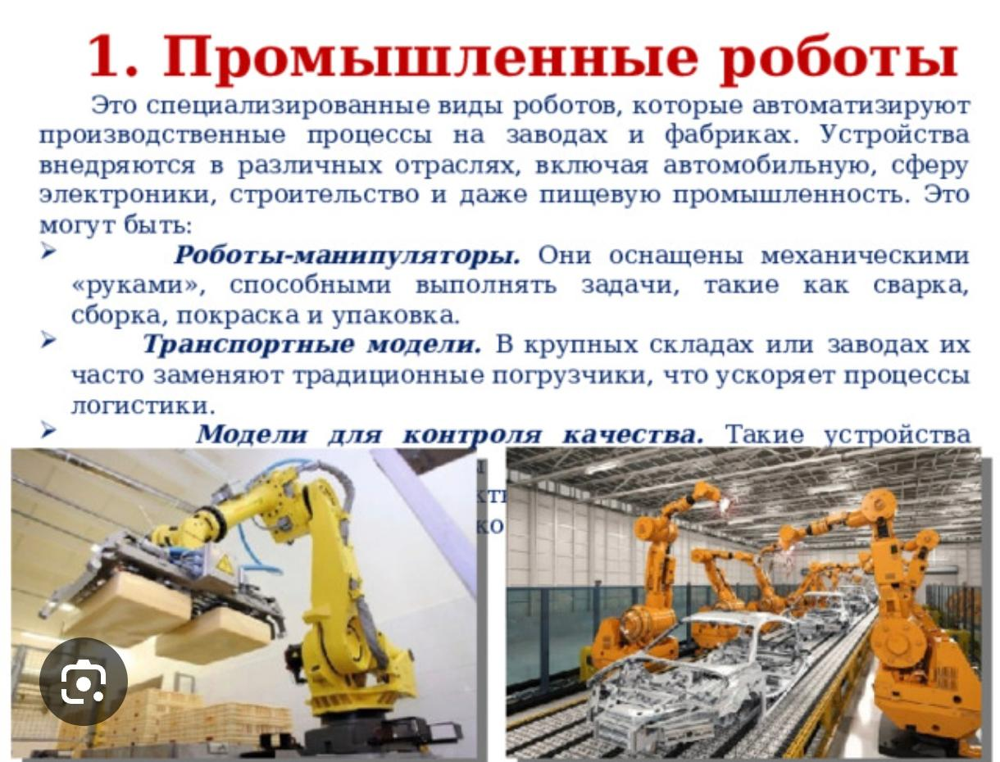 1. Промышленные роботы
Это специализированные виды роботов, которые автоматизируют
производственные процессы на заводах и фабриках. Устройства
внедряются в различных отраслях, включая автомобильную, сферу
электроники, строительство и даже пищевую промышленность. Это
могут быть:
➢ Роботы-манипуляторы. Они оснащены механическими
«руками», способными выполнять задачи, такие как сварка,
сборка, покраска и упаковка.
➢ Транспортные модели. В крупных складах или заводах их
часто заменяют традиционные погрузчики, что ускоряет процессы
логистики.
➢ Модели для контроля качества. Такие устройства